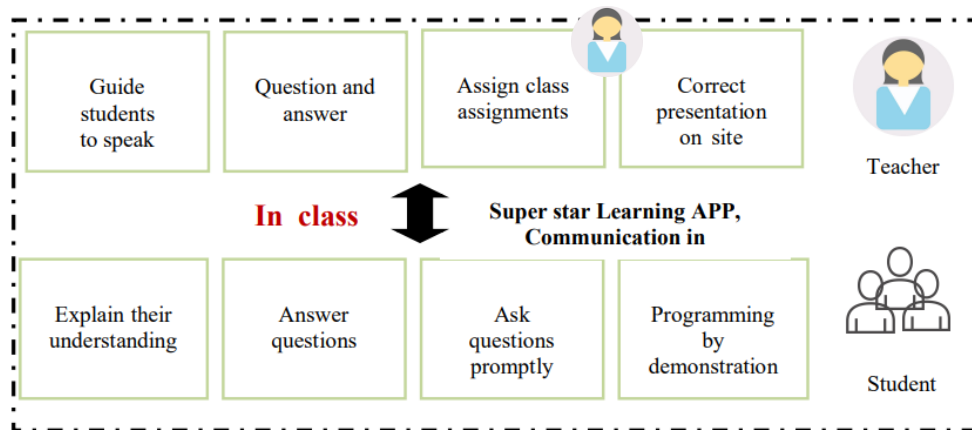 Guide
students
to speak
Question and
answer
Assign class
assignments
Correct
presentation
on site
Teacher
In class
Super star Learning APP,
Communication in
Explain their
understanding
Answer
questions
Ask
questions
promptly
Programming
by
demonstration
Student